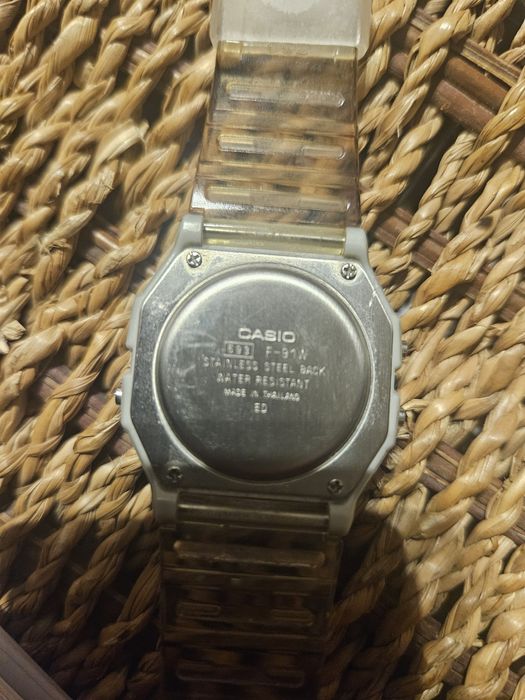 CASIO
593 F-91W
STAINLESS STEEL BACK
WATER RESISTANT
MADE IN THAILAND
ED